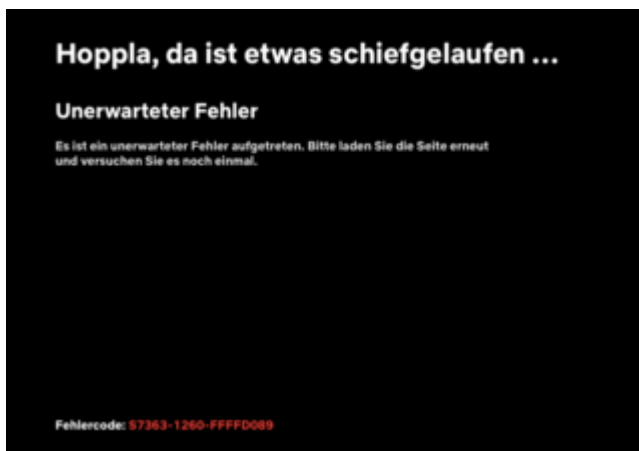 Hoppla, da ist etwas schiefgelaufen ...
Unerwarteter Fehler
Es ist ein unerwarteter Fehler aufgetreten. Bitte laden Sie die Seite erneut
und versuchen Sie es noch einmal.
Fehlercode: S7363-1260-FFFFD089